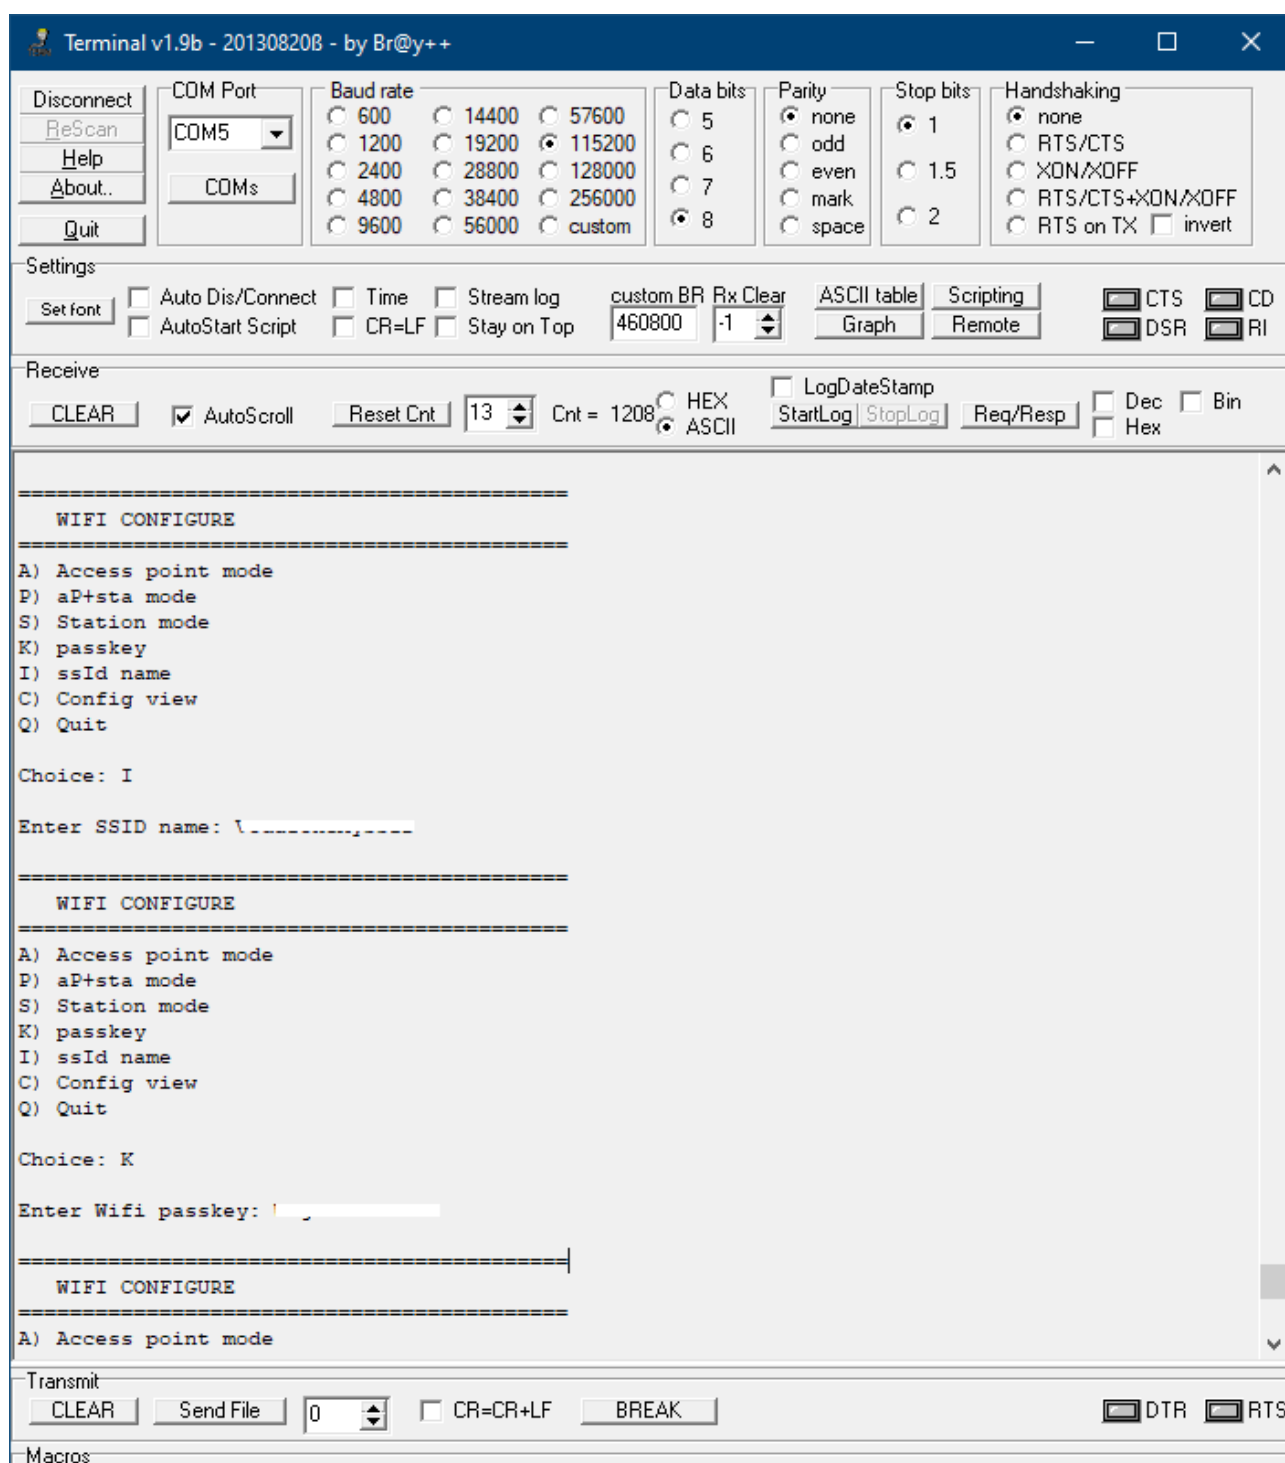 Terminal v1.9b - 20130820ß - by Br@y++
Disconnect
ReScan
Help
About..
Quit
COM Port
COM5
COMs
Baud rate
600 14400 57600
1200 19200 115200
2400 28800 128000
4800 38400 256000
9600 56000 custom
Data bits
5
6
7
8
Parity
none
odd
even
mark
space
Stop bits
1
1.5
2
Handshaking
none
RTS/CTS
XON/XOFF
RTS/CTS+XON/XOFF
RTS on TX invert
Settings
Set font
Auto Dis/Connect Time Stream log
AutoStart Script CR=LF Stay on Top
custom BR Rx Clear
460800 -1
ASCII table Scripting
Graph Remote
CTS CD
DSR RI
Receive
CLEAR AutoScroll Reset Cnt 13 Cnt = 1208
HEX
ASCII
LogDateStamp
StartLog StopLog Req/Resp
Dec Bin
Hex
===========================================
WIFI CONFIGURE
===========================================
A) Access point mode
P) aP+sta mode
S) Station mode
K) passkey
I) ssId name
C) Config view
Q) Quit
Choice: I
Enter SSID name:
===========================================
WIFI CONFIGURE
===========================================
A) Access point mode
P) aP+sta mode
S) Station mode
K) passkey
I) ssId name
C) Config view
Q) Quit
Choice: K
Enter Wifi passkey:
===========================================
WIFI CONFIGURE
===========================================
A) Access point mode
Transmit
CLEAR Send File 0 CR=CR+LF BREAK DTR RTS
Macros